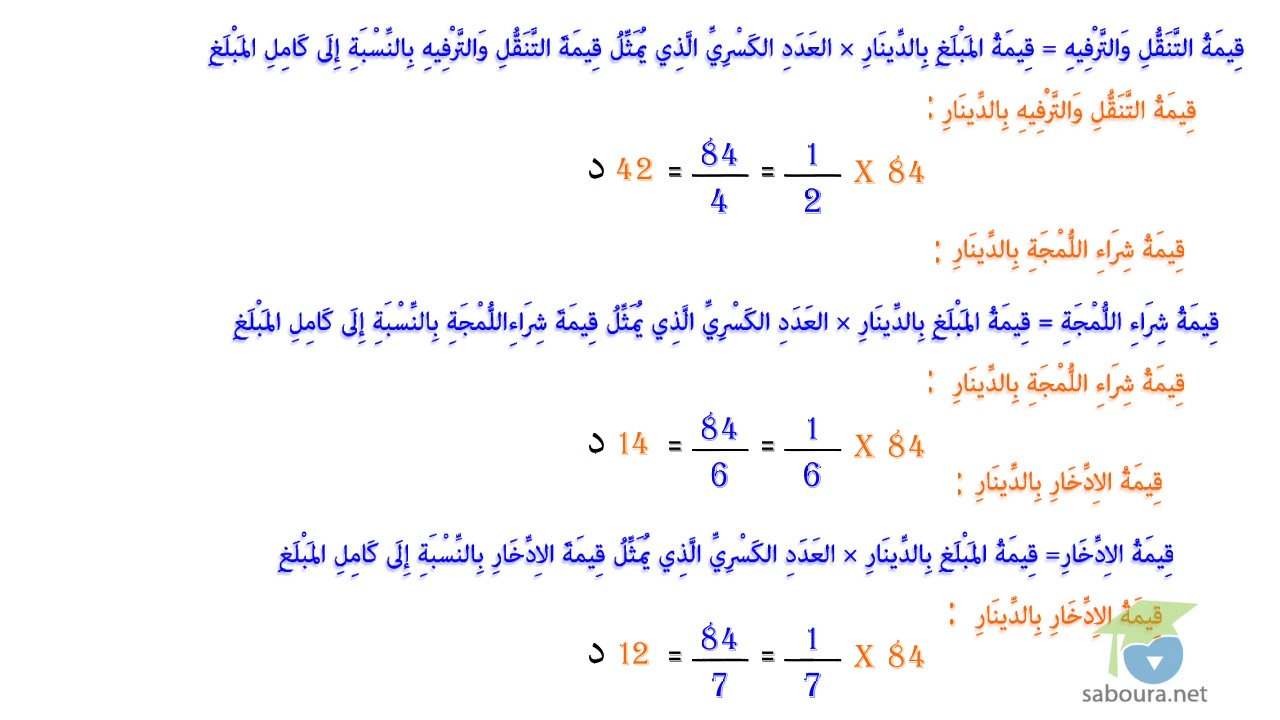 قِيمَةُ التَّنَقُّلِ وَالتَّرْفِيهِ = قِيمَةُ المَبْلَغِ بِالدِّينَارِ × العَدَدِ الكَسْرِيِّ الَّذِي يُمَثِّلُ قِيمَةَ التَّنَقُّلِ وَالتَّرْفِيهِ بِالنِّسْبَةِ إِلَى كَامِلِ المَبْلَغِ
قِيمَةُ التَّنَقُّلِ وَالتَّرْفِيهِ بِالدِّينَارِ :
84 X 1/2 = 84/4 = 42 د
قِيمَةُ شِرَاءِ اللُّمْجَةِ بِالدِّينَارِ :
قِيمَةُ شِرَاءِ اللُّمْجَةِ = قِيمَةُ المَبْلَغِ بِالدِّينَارِ × العَدَدِ الكَسْرِيِّ الَّذِي يُمَثِّلُ قِيمَةَ شِرَاءِ اللُّمْجَةِ بِالنِّسْبَةِ إِلَى كَامِلِ المَبْلَغِ
قِيمَةُ شِرَاءِ اللُّمْجَةِ بِالدِّينَارِ :
84 X 1/6 = 84/6 = 14 د
قِيمَةُ الاِدِّخَارِ بِالدِّينَارِ :
قِيمَةُ الاِدِّخَارِ= قِيمَةُ المَبْلَغِ بِالدِّينَارِ × العَدَدِ الكَسْرِيِّ الَّذِي يُمَثِّلُ قِيمَةَ الاِدِّخَارِ بِالنِّسْبَةِ إِلَى كَامِلِ المَبْلَغِ
قِيمَةُ الاِدِّخَارِ بِالدِّينَارِ :
84 X 1/7 = 84/7 = 12 د
saboura.net